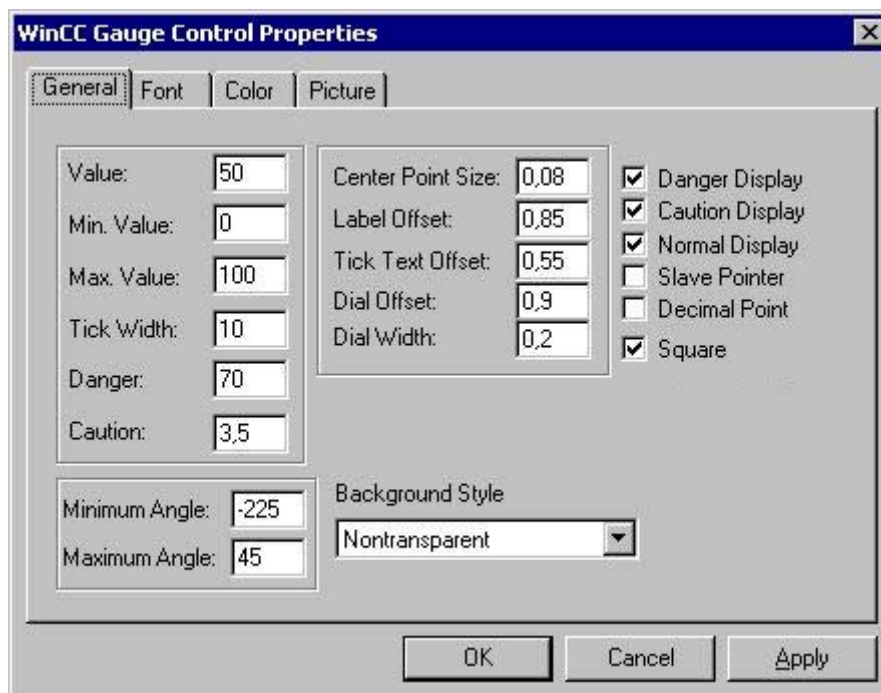 WinCC Gauge Control Properties
General Font Color Picture
Value: 50
Min. Value: 0
Max. Value: 100
Tick Width: 10
Danger: 70
Caution: 3,5
Center Point Size: 0,08
Label Offset: 0,85
Tick Text Offset: 0,55
Dial Offset: 0,9
Dial Width: 0,2
Danger Display
Caution Display
Normal Display
Slave Pointer
Decimal Point
Square
Minimum Angle: -225
Maximum Angle: 45
Background Style
Nontransparent
OK Cancel Apply